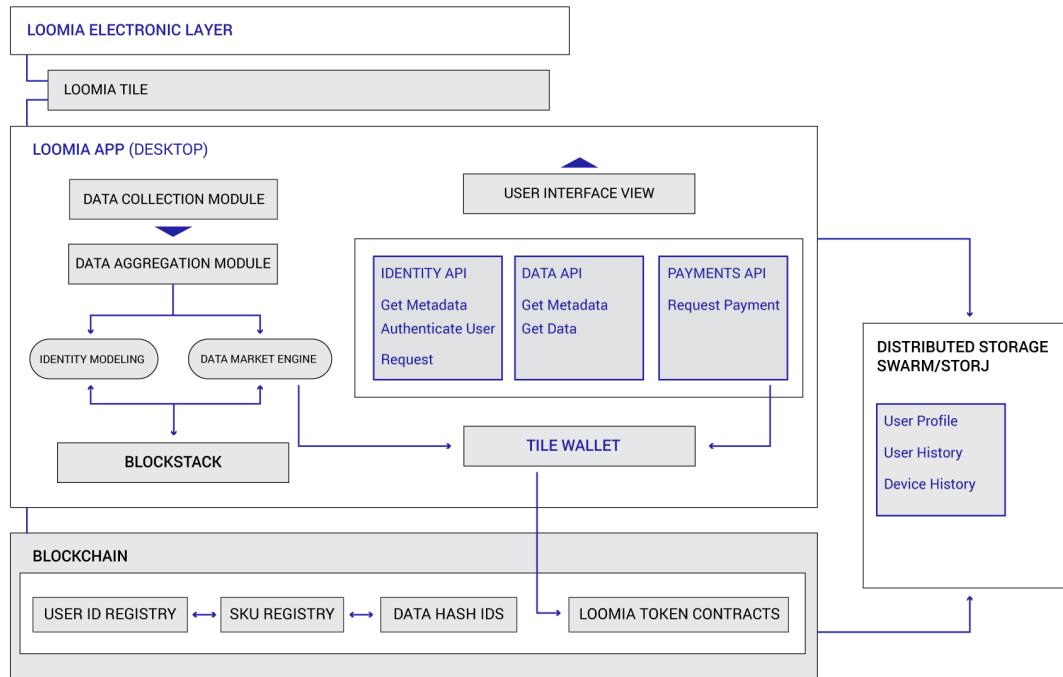 LOOMIA ELECTRONIC LAYER
LOOMIA TILE
LOOMIA APP (DESKTOP)
DATA COLLECTION MODULE
USER INTERFACE VIEW
DATA AGGREGATION MODULE
IDENTITY API
Get Metadata
Authenticate User
Request
DATA API
Get Metadata
Get Data
PAYMENTS API
Request Payment
IDENTITY MODELING
DATA MARKET ENGINE
BLOCKSTACK
TILE WALLET
DISTRIBUTED STORAGE
SWARM/STORJ
User Profile
User History
Device History
BLOCKCHAIN
USER ID REGISTRY
SKU REGISTRY
DATA HASH IDS
LOOMIA TOKEN CONTRACTS